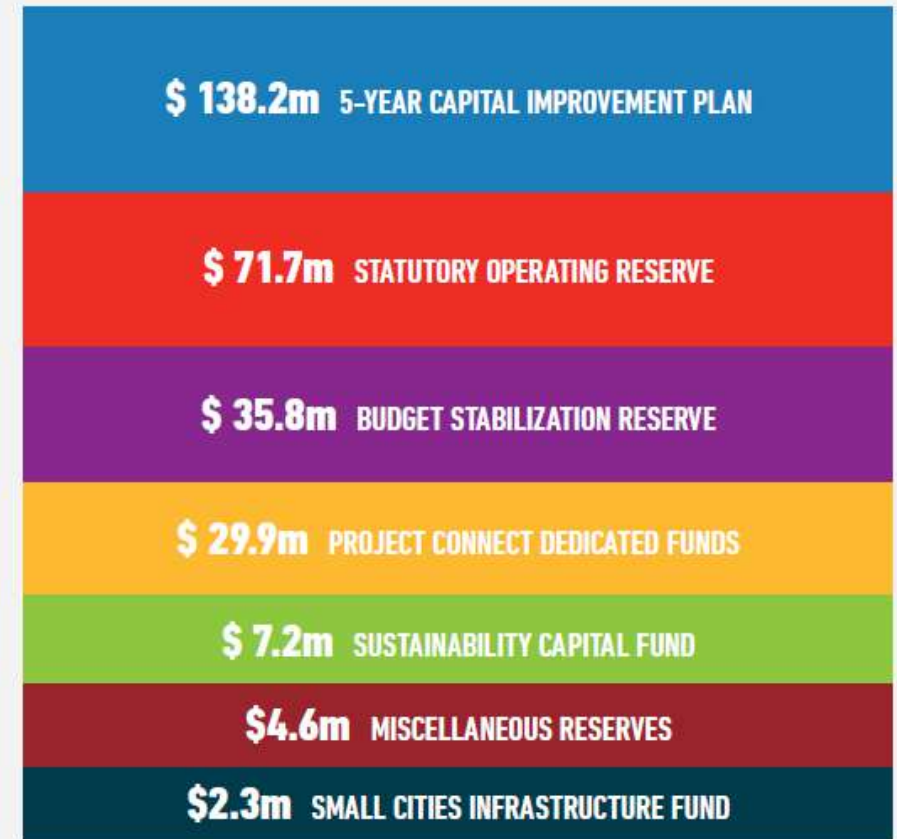 $ 138.2m 5-YEAR CAPITAL IMPROVEMENT PLAN
$ 71.7m STATUTORY OPERATING RESERVE
$ 35.8m BUDGET STABILIZATION RESERVE
$ 29.9m PROJECT CONNECT DEDICATED FUNDS
$ 7.2m SUSTAINABILITY CAPITAL FUND
$4.6m MISCELLANEOUS RESERVES
$2.3m SMALL CITIES INFRASTRUCTURE FUND